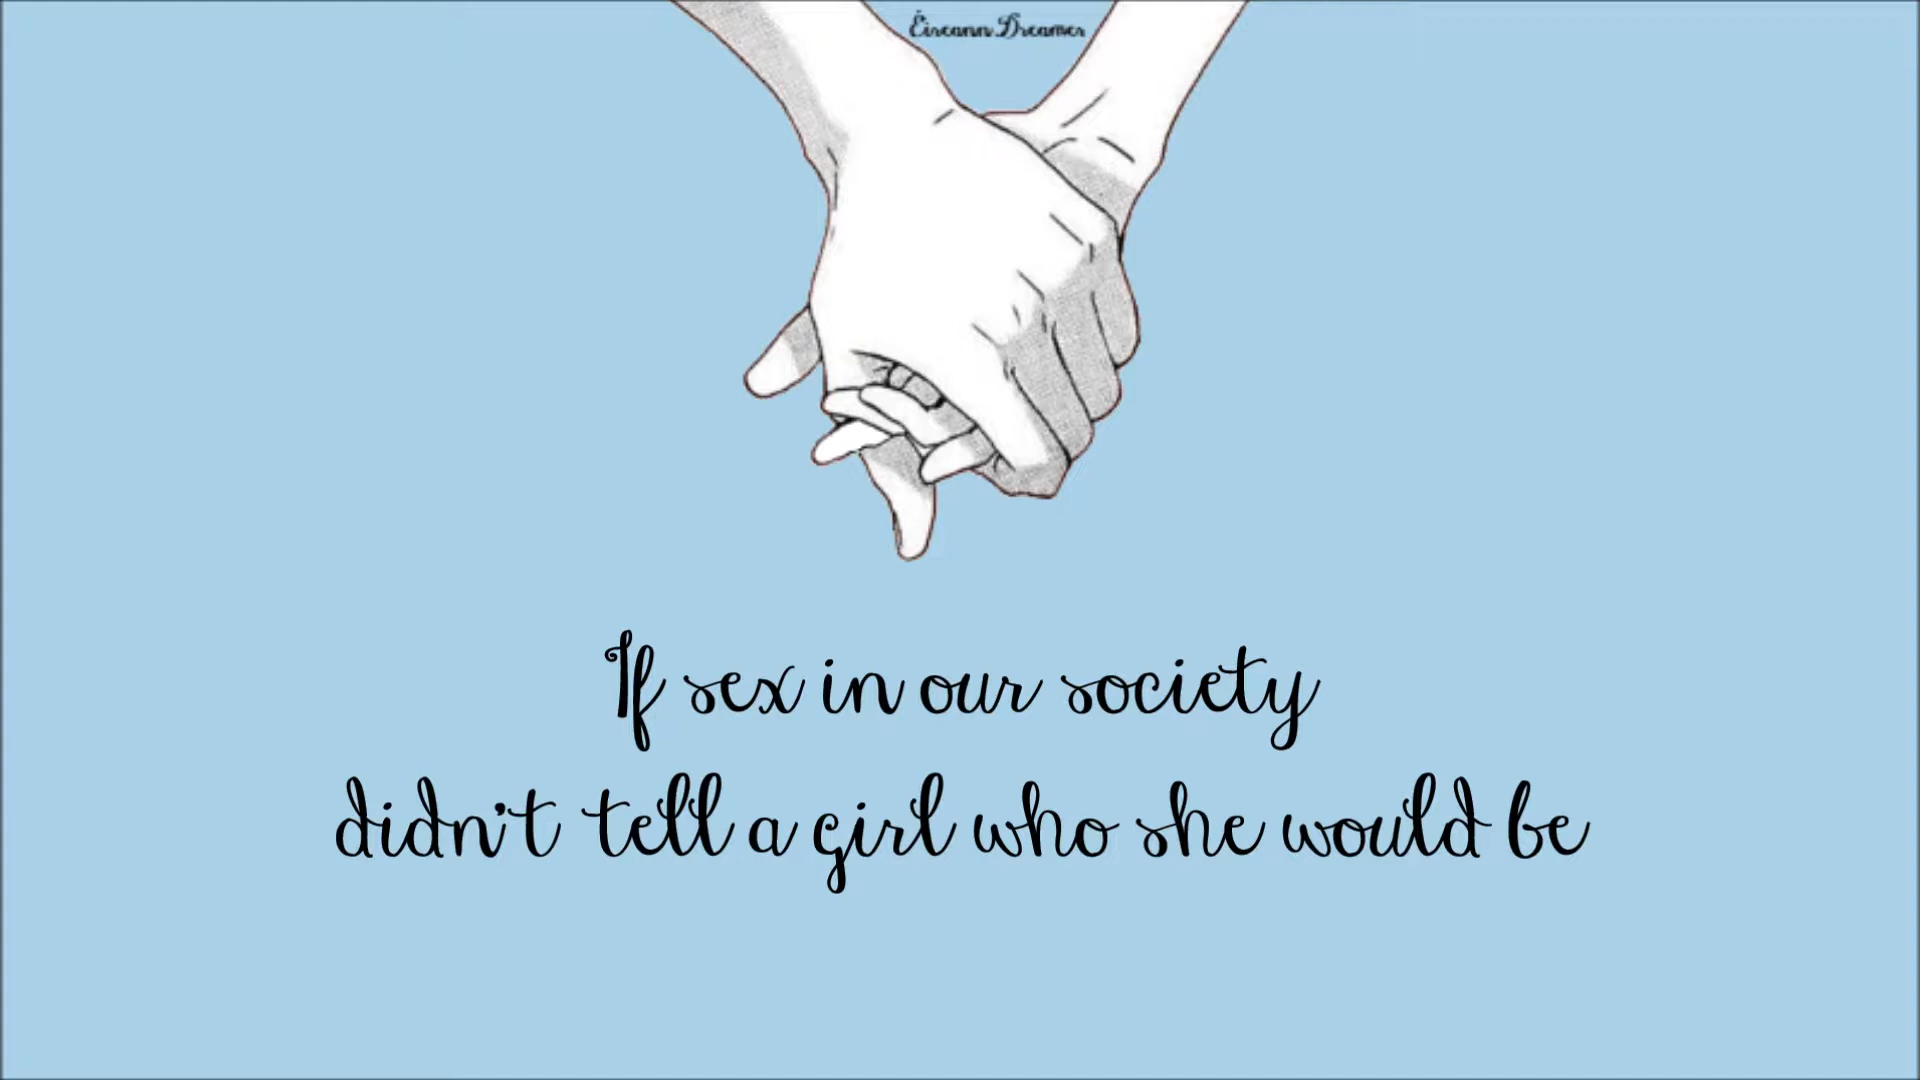 Éireann Dreamer
If sex in our society
didn't tell a girl who she would be